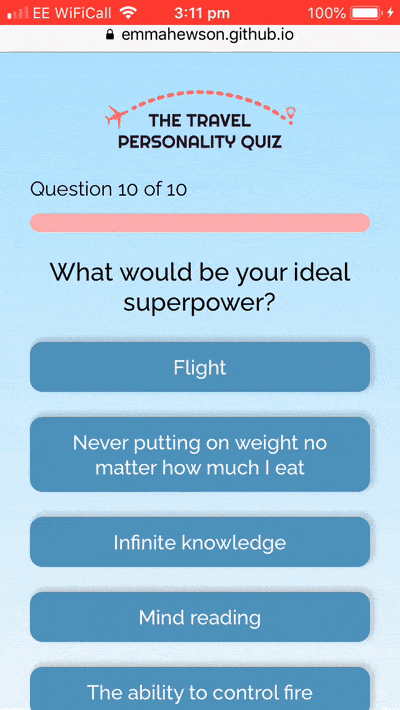 EE WiFiCall 3:11 pm 100%
emmahewson.github.io
THE TRAVEL
PERSONALITY QUIZ
Question 10 of 10
What would be your ideal
superpower?
Flight
Never putting on weight no
matter how much I eat
Infinite knowledge
Mind reading
The ability to control fire